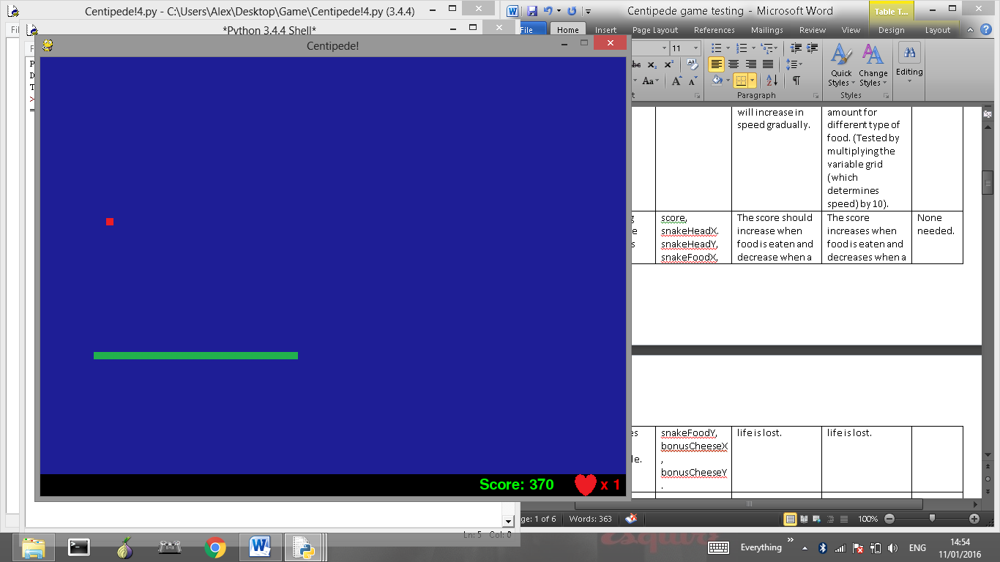 Centipede!4.py - C:\Users\Alex\Desktop\Game\Centipede!4.py (3.4.4)
*Python 3.4.4 Shell*
Centipede!
Score: 370
x 1
Ln: 5 Col: 0
Centipede game testing - Microsoft Word
Table T...
File Home Insert Page Layout References Mailings Review View Design Layout
11
abc x₂ x² Aa A A
Quick Styles
Change Styles
Editing
Paragraph
Styles
will increase in
speed gradually.
amount for
different type of
food. (Tested by
multiplying the
variable grid
(which
determines
speed) by 10).
score,
snakeHeadX.
snakeHeadY,
snakeFoodX,
The score should
increase when
food is eaten and
decrease when a
The score
increases when
food is eaten and
decreases when a
None
needed.
snakeFoodY,
bonusCheeseX
,
bonusCheeseY
.
life is lost.
life is lost.
ge: 1 of 6 Words: 363 100%
Everything
ENG
14:54
11/01/2016